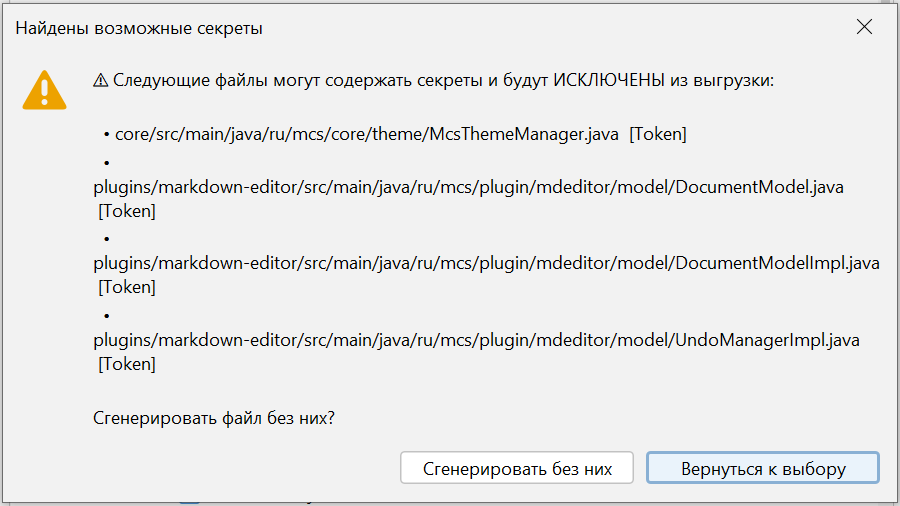 Найдены возможные секреты
⚠ Следующие файлы могут содержать секреты и будут ИСКЛЮЧЕНЫ из выгрузки:
• core/src/main/java/ru/mcs/core/theme/McsThemeManager.java [Token]
•
plugins/markdown-editor/src/main/java/ru/mcs/plugin/mdeditor/model/DocumentModel.java
[Token]
•
plugins/markdown-editor/src/main/java/ru/mcs/plugin/mdeditor/model/DocumentModelImpl.java
[Token]
•
plugins/markdown-editor/src/main/java/ru/mcs/plugin/mdeditor/model/UndoManagerImpl.java
[Token]
Сгенерировать файл без них?
Сгенерировать без них
Вернуться к выбору